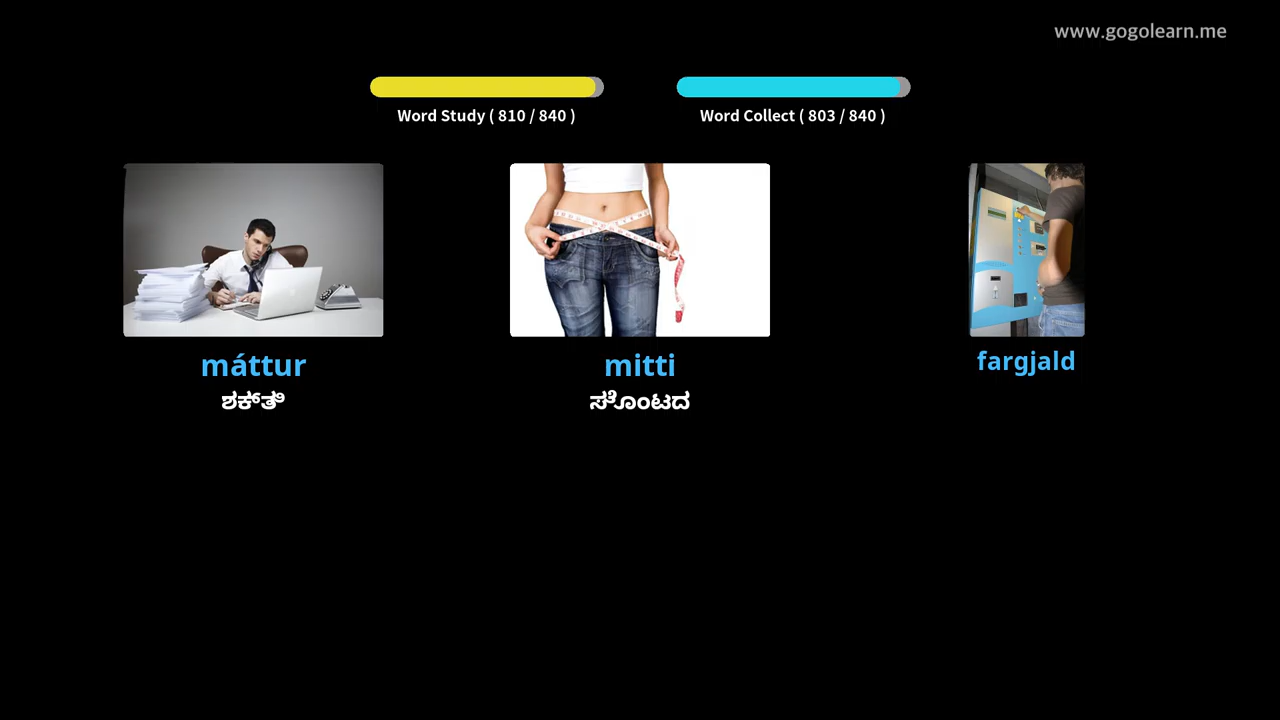 www.gogolearn.me
Word Study ( 810 / 840 )
Word Collect ( 803 / 840 )
máttur
mitti
fargjald
ಶಕ್ತಿ
ಸೊಂಟದ